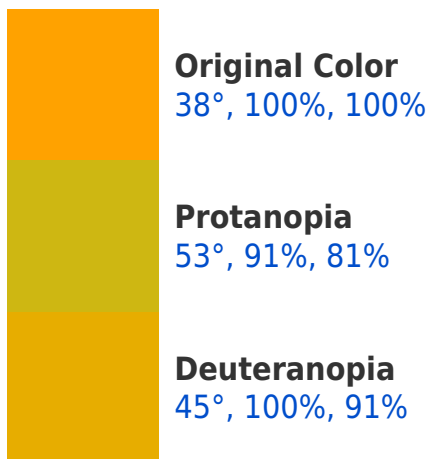 Original Color
38°, 100%, 100%
Protanopia
53°, 91%, 81%
Deuteranopia
45°, 100%, 91%